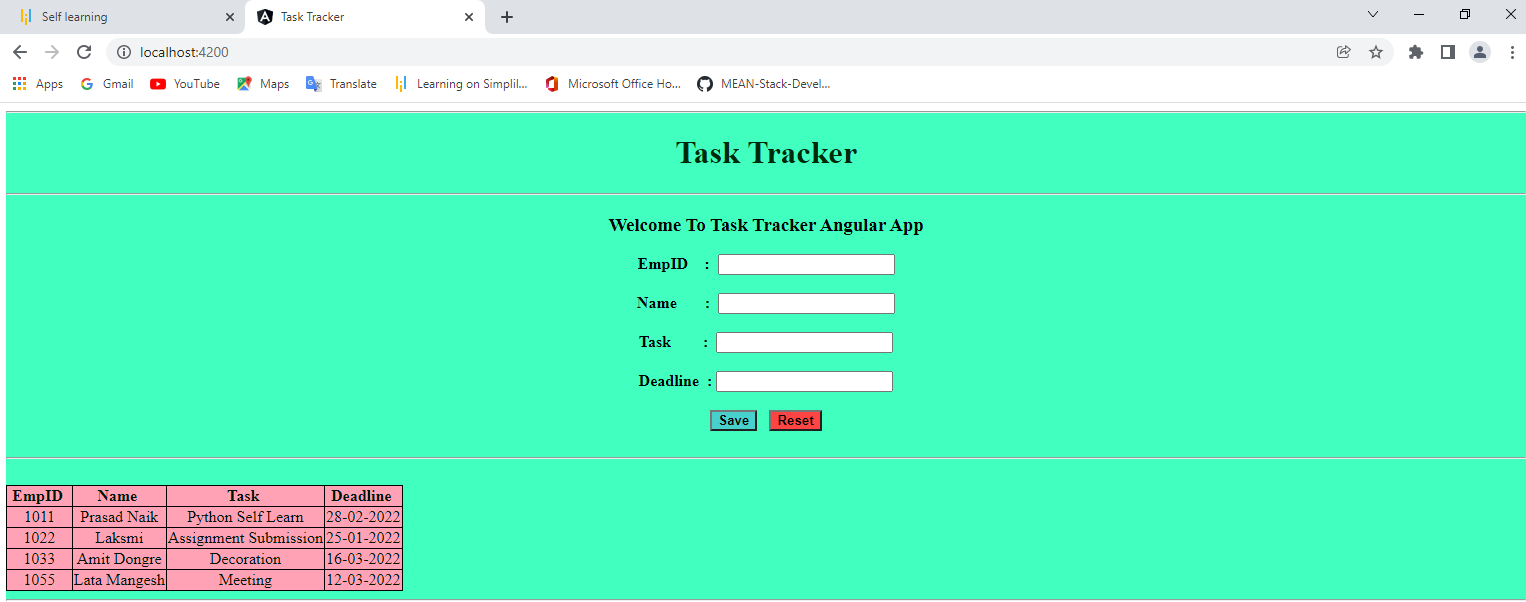 Self learning Task Tracker
localhost:4200
Apps Gmail YouTube Maps Translate Learning on Simplil... Microsoft Office Ho... MEAN-Stack-Devel...
Task Tracker
Welcome To Task Tracker Angular App
EmpID :
Name :
Task :
Deadline :
Save Reset
EmpID Name Task Deadline
1011 Prasad Naik Python Self Learn 28-02-2022
1022 Laksmi Assignment Submission 25-01-2022
1033 Amit Dongre Decoration 16-03-2022
1055 Lata Mangesh Meeting 12-03-2022